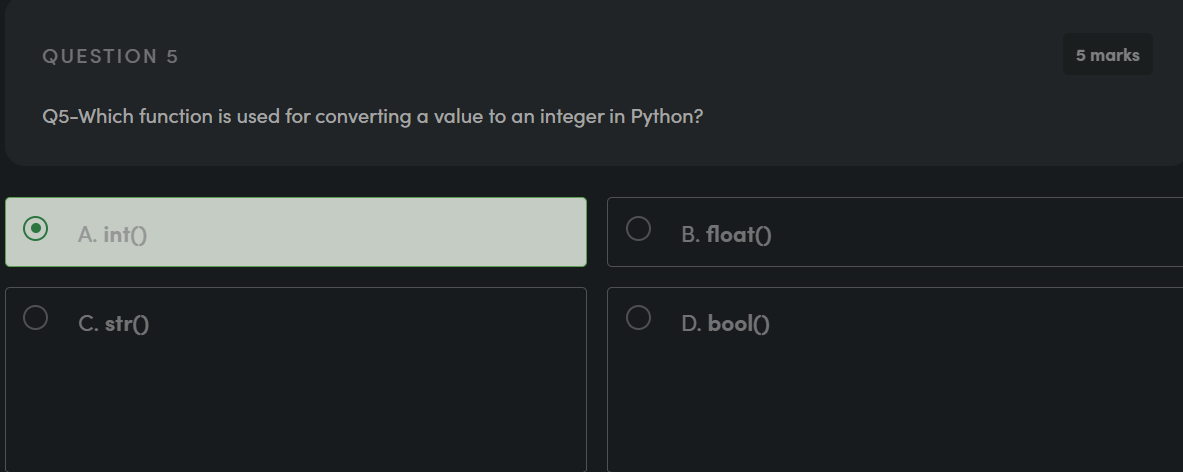 QUESTION 5
5 marks
Q5-Which function is used for converting a value to an integer in Python?
A. int()
B. float()
C. str()
D. bool()